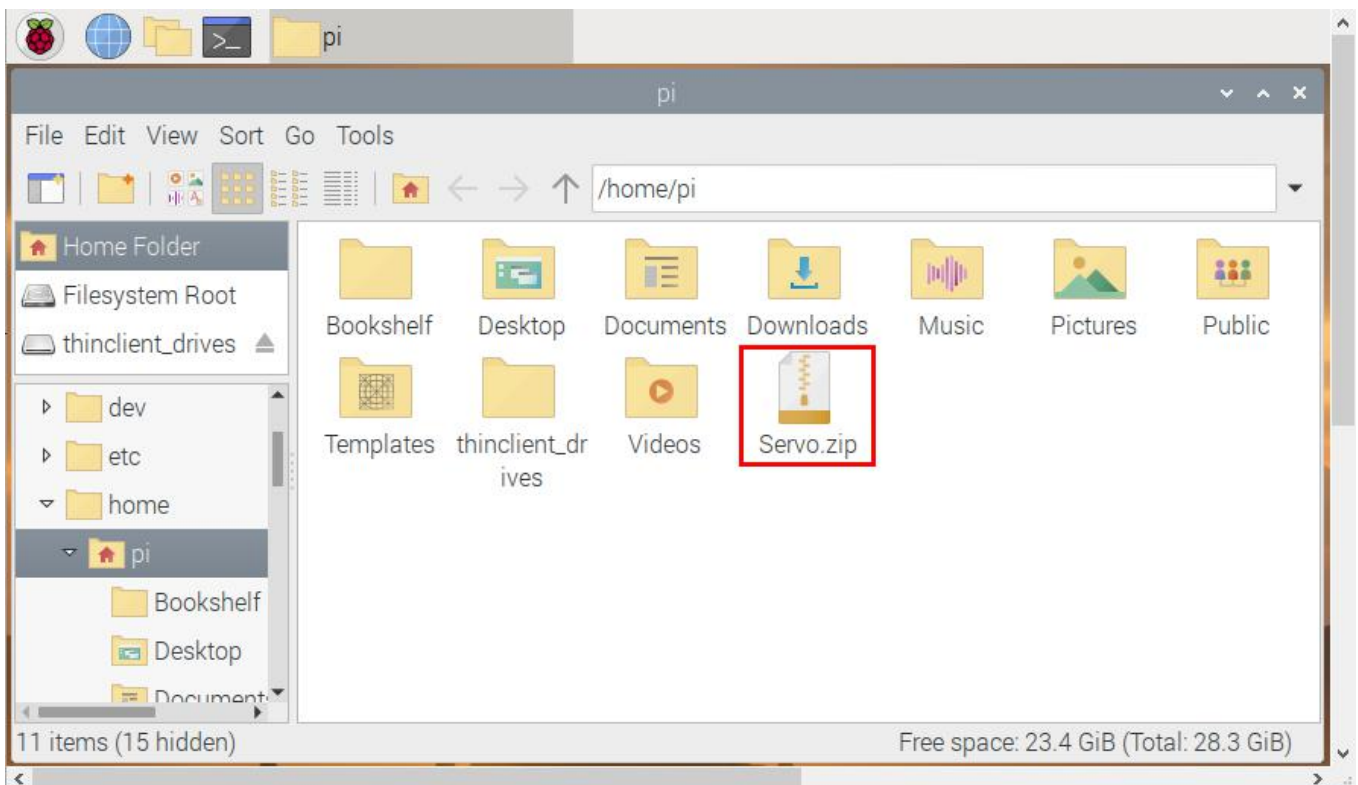 pi
pi
File Edit View Sort Go Tools
/home/pi
Home Folder
Filesystem Root
thinclient_drives
dev
etc
home
pi
Bookshelf
Desktop
Bookshelf Desktop Documents Downloads Music Pictures Public
Templates thinclient_dr Videos Servo.zip
ives
11 items (15 hidden) Free space: 23.4 GiB (Total: 28.3 GiB)